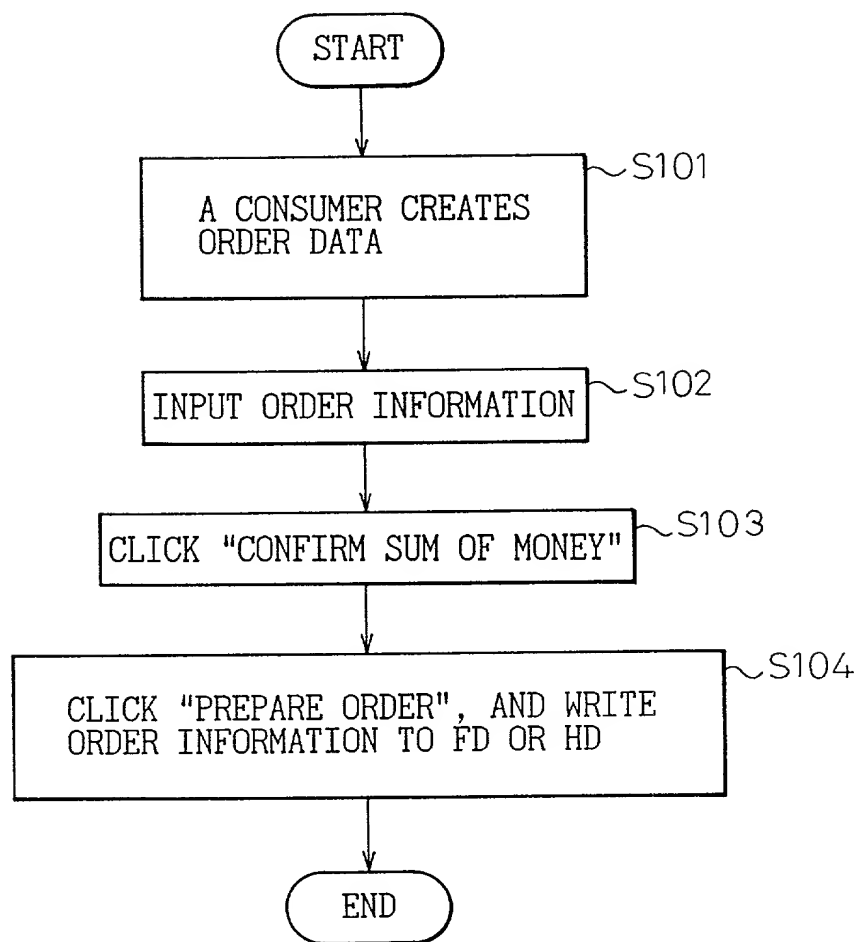 START
S101
A CONSUMER CREATES
ORDER DATA
S102
INPUT ORDER INFORMATION
S103
CLICK "CONFIRM SUM OF MONEY"
S104
CLICK "PREPARE ORDER", AND WRITE
ORDER INFORMATION TO FD OR HD
END